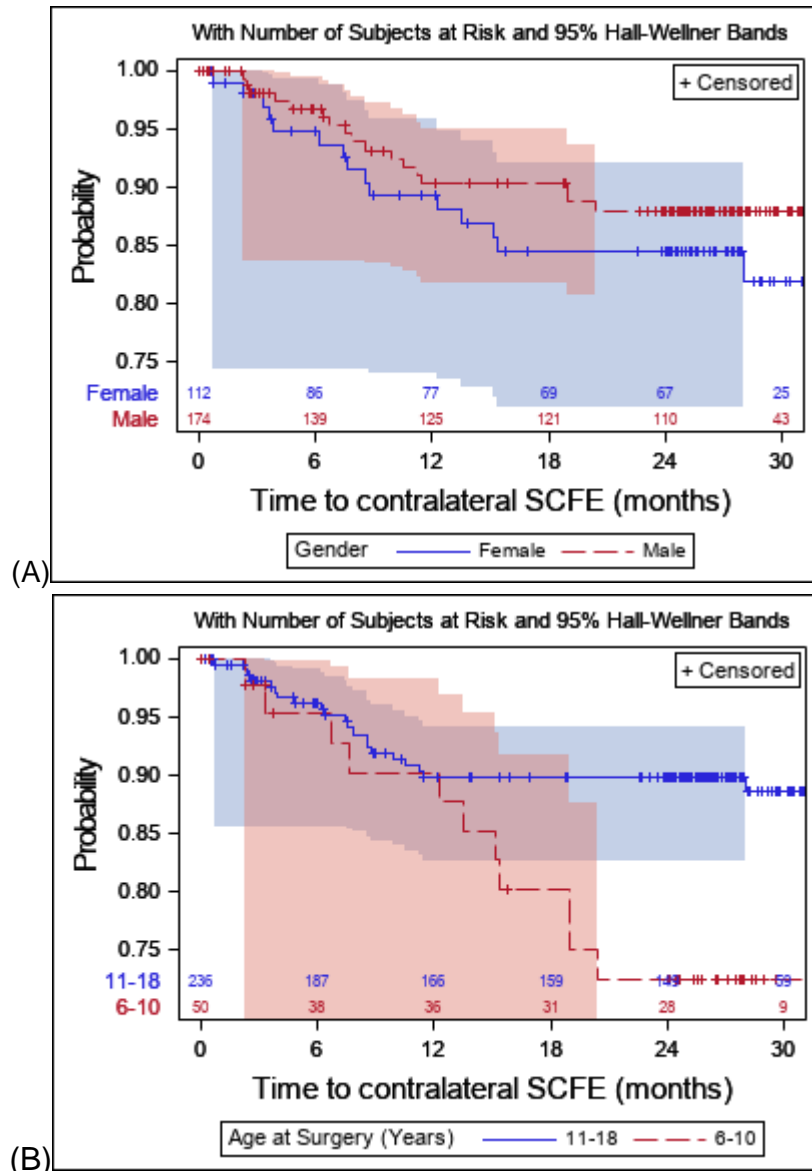 With Number of Subjects at Risk and 95% Hall-Wellner Bands
+ Censored
1.00
0.95
0.90
0.85
0.80
0.75
Probability
Female 112 86 77 69 67 25
Male 174 139 125 121 110 43
0 6 12 18 24 30
Time to contralateral SCFE (months)
Gender Female Male
(A)
With Number of Subjects at Risk and 95% Hall-Wellner Bands
+ Censored
1.00
0.95
0.90
0.85
0.80
0.75
Probability
11-18 236 187 166 159 59
6-10 50 38 36 31 28 9
0 6 12 18 24 30
Time to contralateral SCFE (months)
Age at Surgery (Years) 11-18 6-10
(B)